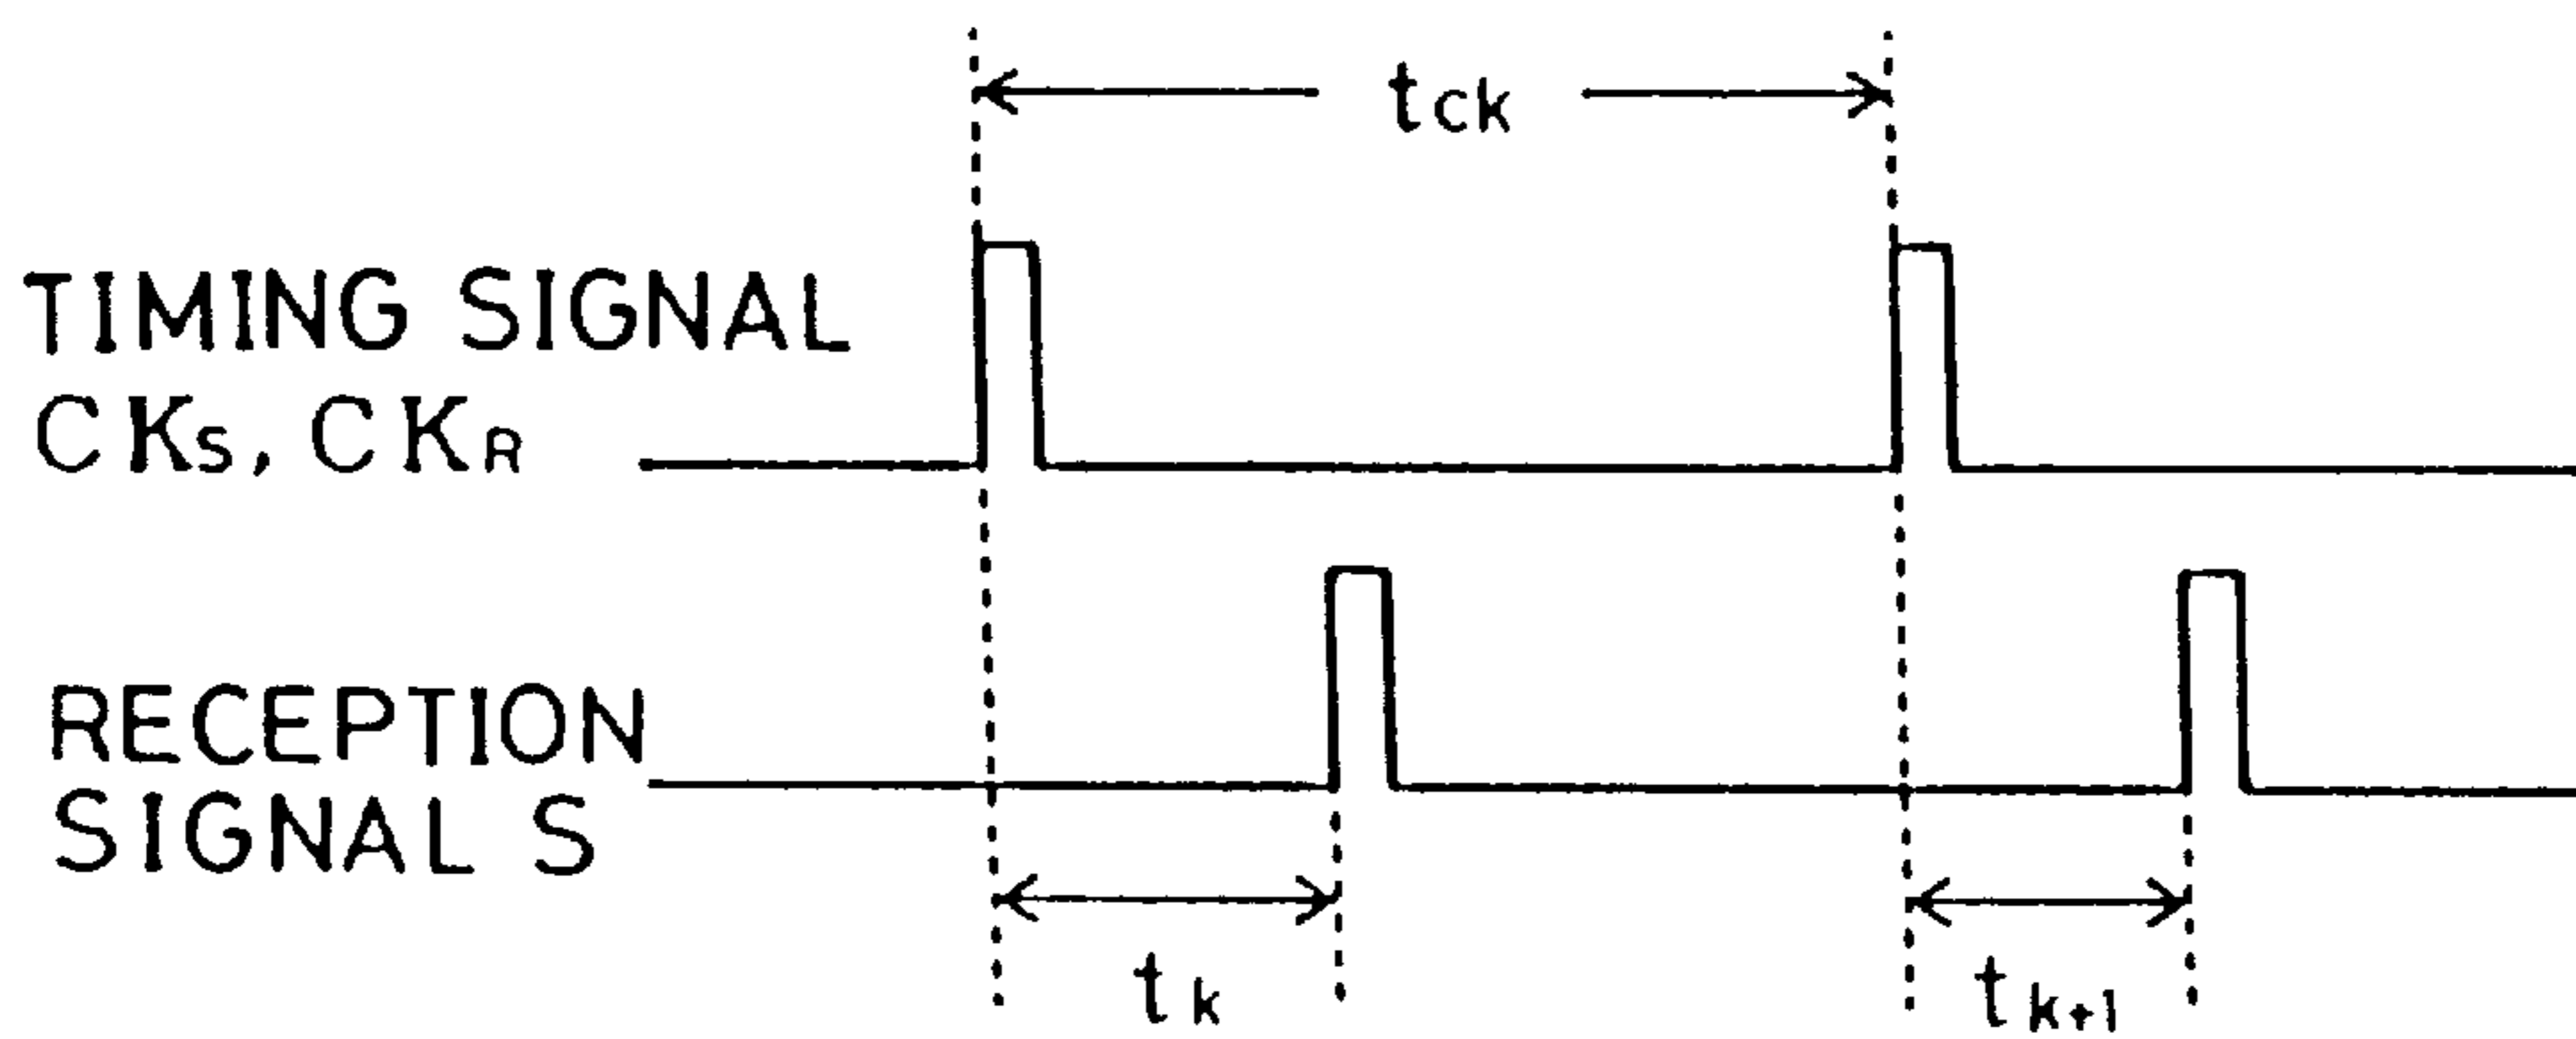 tck
TIMING SIGNAL
CKS, CKR
RECEPTION
SIGNAL S
tk
tk+1